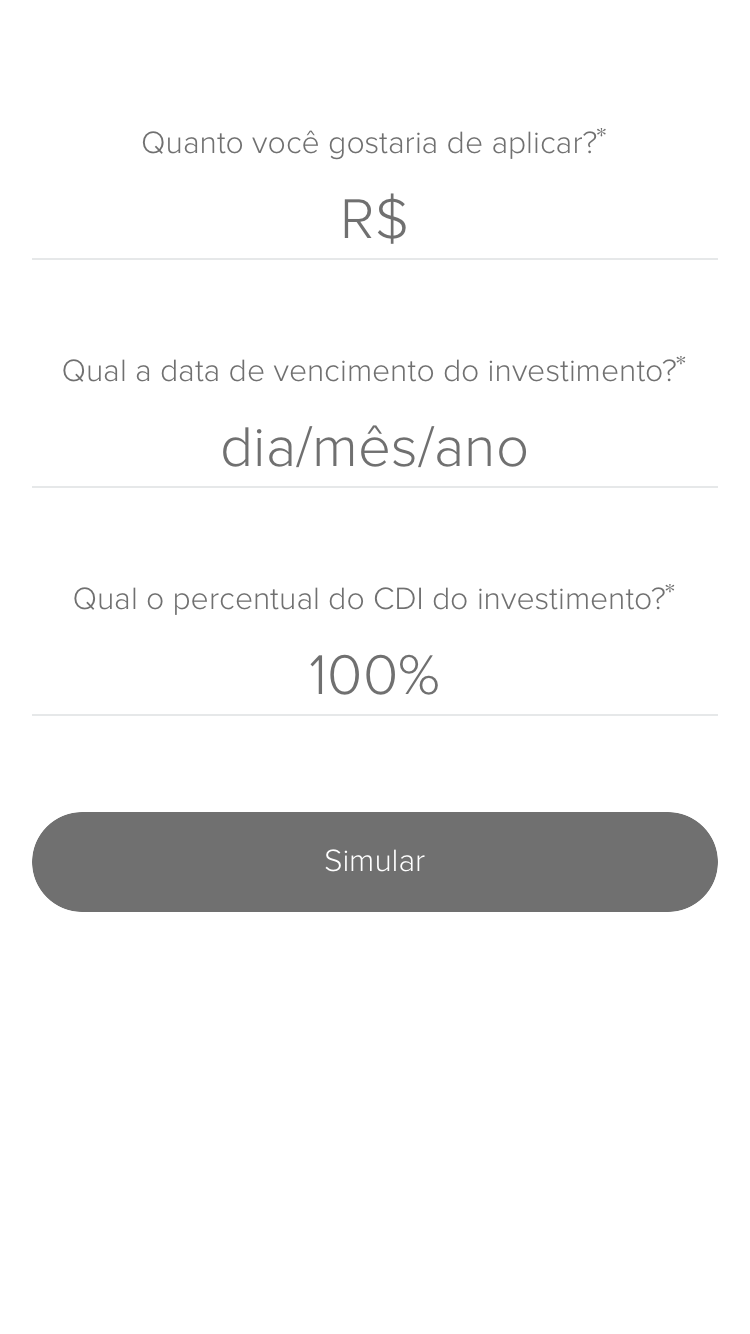 Quanto você gostaria de aplicar?*
R$
Qual a data de vencimento do investimento?*
dia/mês/ano
Qual o percentual do CDI do investimento?*
100%
Simular